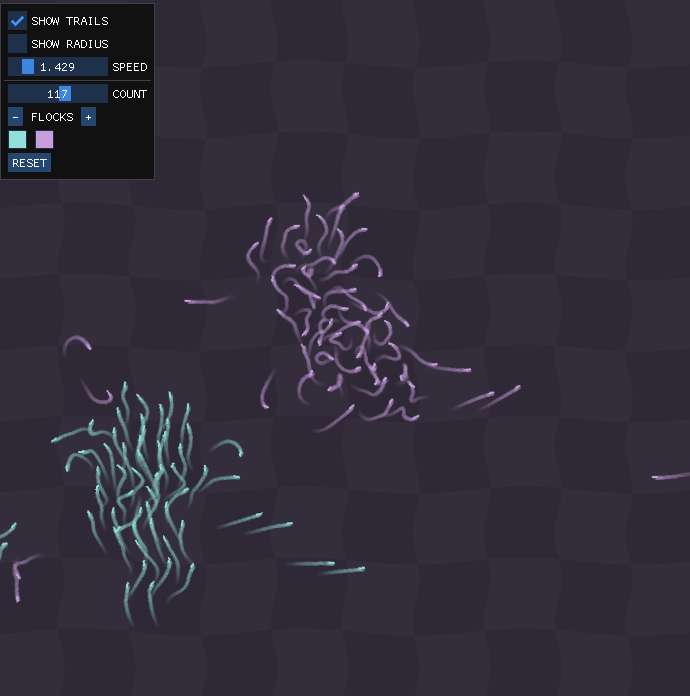 SHOW TRAILS
SHOW RADIUS
1.429 SPEED
117 COUNT
- FLOCKS +
RESET